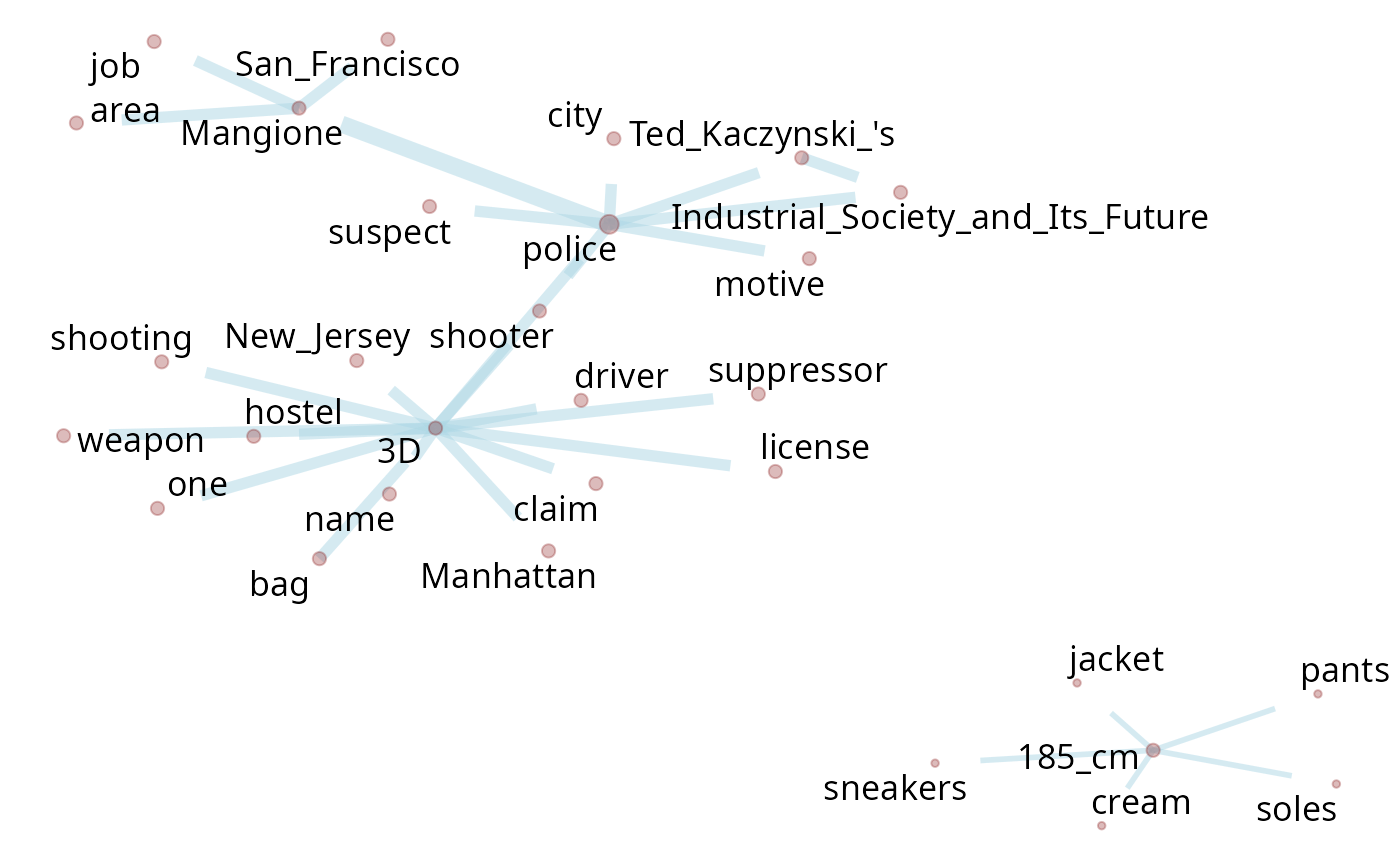 job
San_Francisco
area
Mangione
city
Ted_Kaczynski_'s
suspect
police
Industrial_Society_and_Its_Future
motive
shooting
New_Jersey
shooter
driver
suppressor
hostel
weapon
3D
license
one
name
claim
bag
Manhattan
jacket
pants
185_cm
sneakers
cream
soles